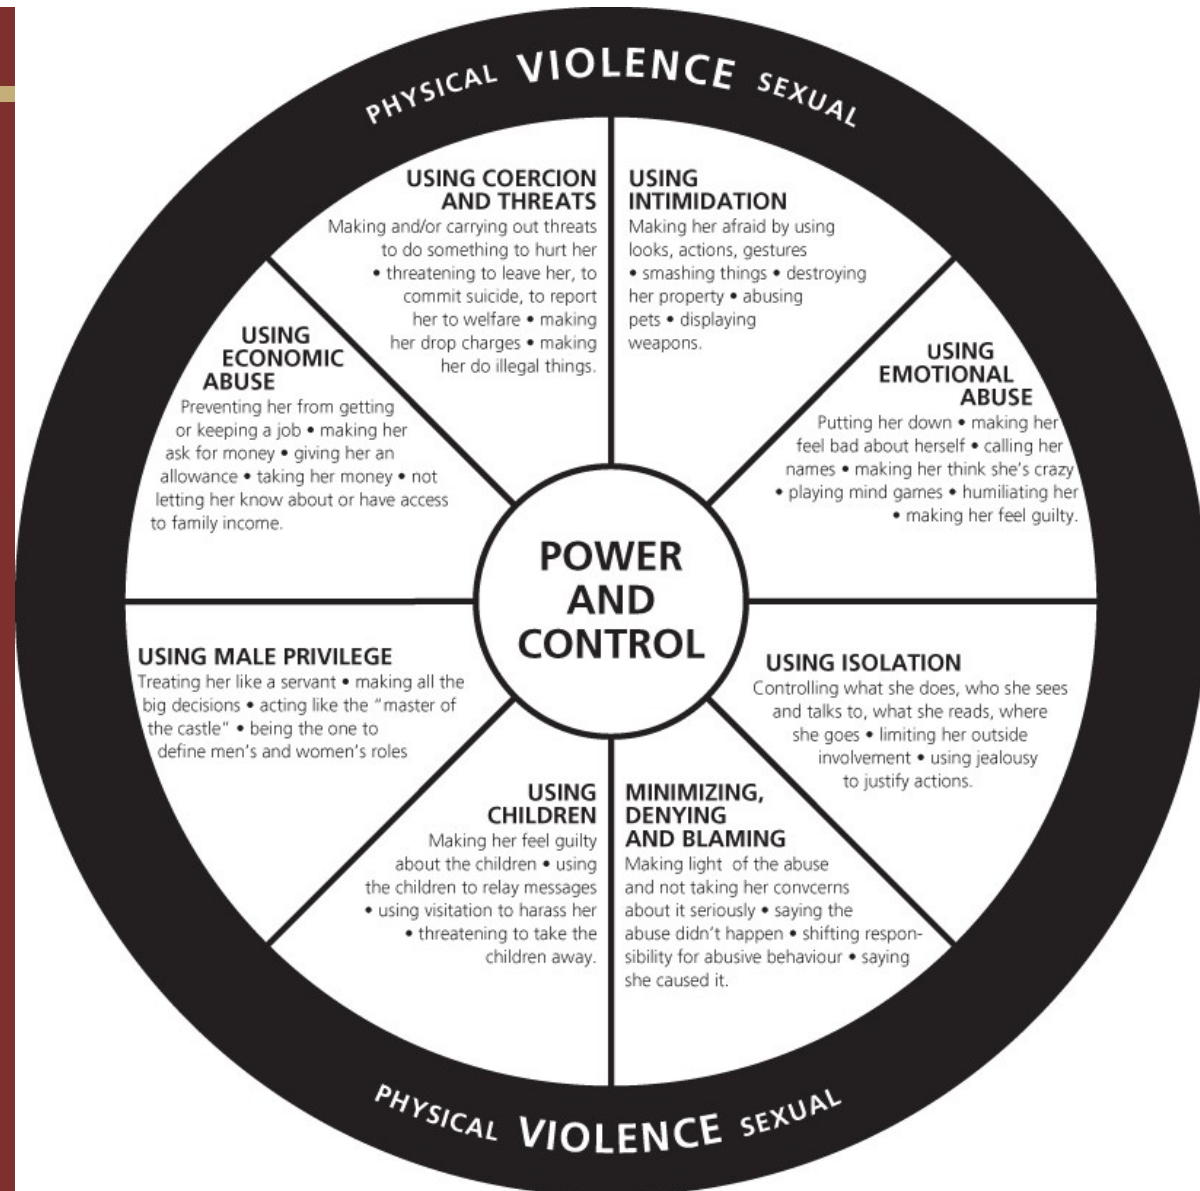 PHYSICAL VIOLENCE SEXUAL
USING COERCION
AND THREATS
Making and/or carrying out threats
to do something to hurt her
• threatening to leave her, to
commit suicide, to report
her to welfare • making
her drop charges • making
her do illegal things.
USING
INTIMIDATION
Making her afraid by using
looks, actions, gestures
• smashing things • destroying
her property • abusing
pets • displaying
weapons.
USING
ECONOMIC
ABUSE
Preventing her from getting
or keeping a job • making her
ask for money • giving her an
allowance • taking her money • not
letting her know about or have access
to family income.
USING
EMOTIONAL
ABUSE
Putting her down • making her
feel bad about herself • calling her
names • making her think she's crazy
• playing mind games • humiliating her
• making her feel guilty.
POWER
AND
CONTROL
USING MALE PRIVILEGE
Treating her like a servant • making all the
big decisions • acting like the "master of
the castle" • being the one to
define men's and women's roles
USING ISOLATION
Controlling what she does, who she sees
and talks to, what she reads, where
she goes • limiting her outside
involvement • using jealousy
to justify actions.
USING
CHILDREN
Making her feel guilty
about the children • using
the children to relay messages
• using visitation to harass her
• threatening to take the
children away.
MINIMIZING,
DENYING
AND BLAMING
Making light of the abuse
and not taking her convcerns
about it seriously • saying the
abuse didn't happen • shifting respon-
sibility for abusive behaviour • saying
she caused it.
PHYSICAL VIOLENCE SEXUAL